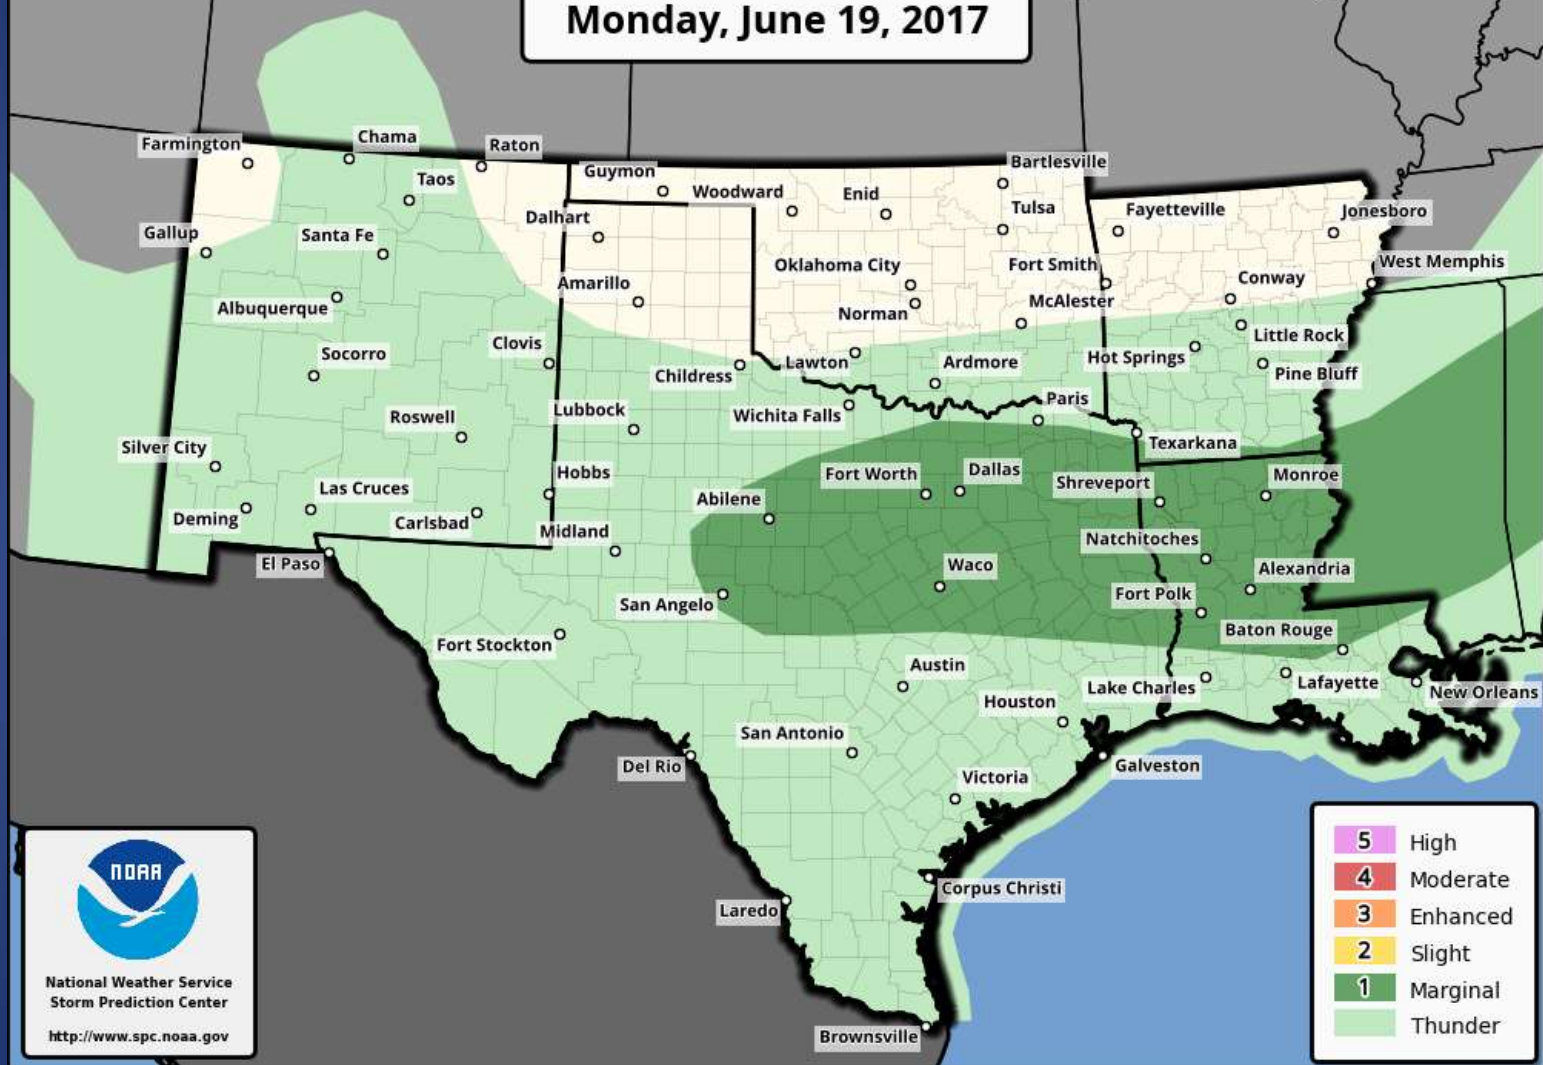 Monday, June 19, 2017
Farmington
Chama
Raton
Taos
Guymon
Woodward
Enid
Bartlesville
Tulsa
Fayetteville
Jonesboro
Gallup
Santa Fe
Dalhart
Oklahoma City
Fort Smith
Conway
West Memphis
Albuquerque
Amarillo
Norman
McAlester
Little Rock
Socorro
Clovis
Childress
Lawton
Ardmore
Hot Springs
Pine Bluff
Roswell
Lubbock
Wichita Falls
Paris
Texarkana
Silver City
Las Cruces
Hobbs
Abilene
Fort Worth
Dallas
Shreveport
Monroe
Deming
Carlsbad
Midland
Natchitoches
El Paso
San Angelo
Waco
Fort Polk
Alexandria
Fort Stockton
Austin
Baton Rouge
Houston
Lake Charles
Lafayette
New Orleans
San Antonio
Del Rio
Victoria
Galveston
Corpus Christi
Laredo
Brownsville
NOAA
National Weather Service
Storm Prediction Center
http://www.spc.noaa.gov
5 High
4 Moderate
3 Enhanced
2 Slight
1 Marginal
Thunder